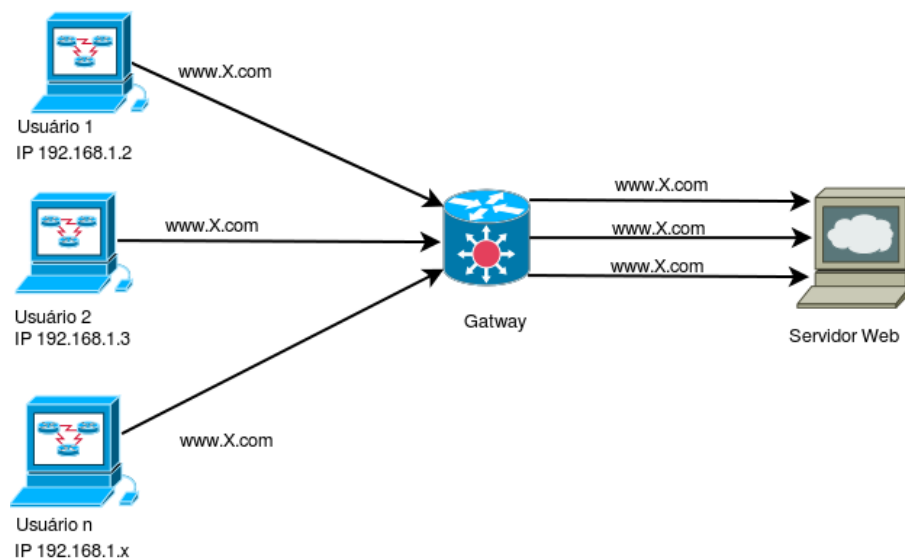 www.X.com
Usuário 1
IP 192.168.1.2
www.X.com
www.X.com
www.X.com
www.X.com
Usuário 2
IP 192.168.1.3
Gatway
Servidor Web
www.X.com
Usuário n
IP 192.168.1.x